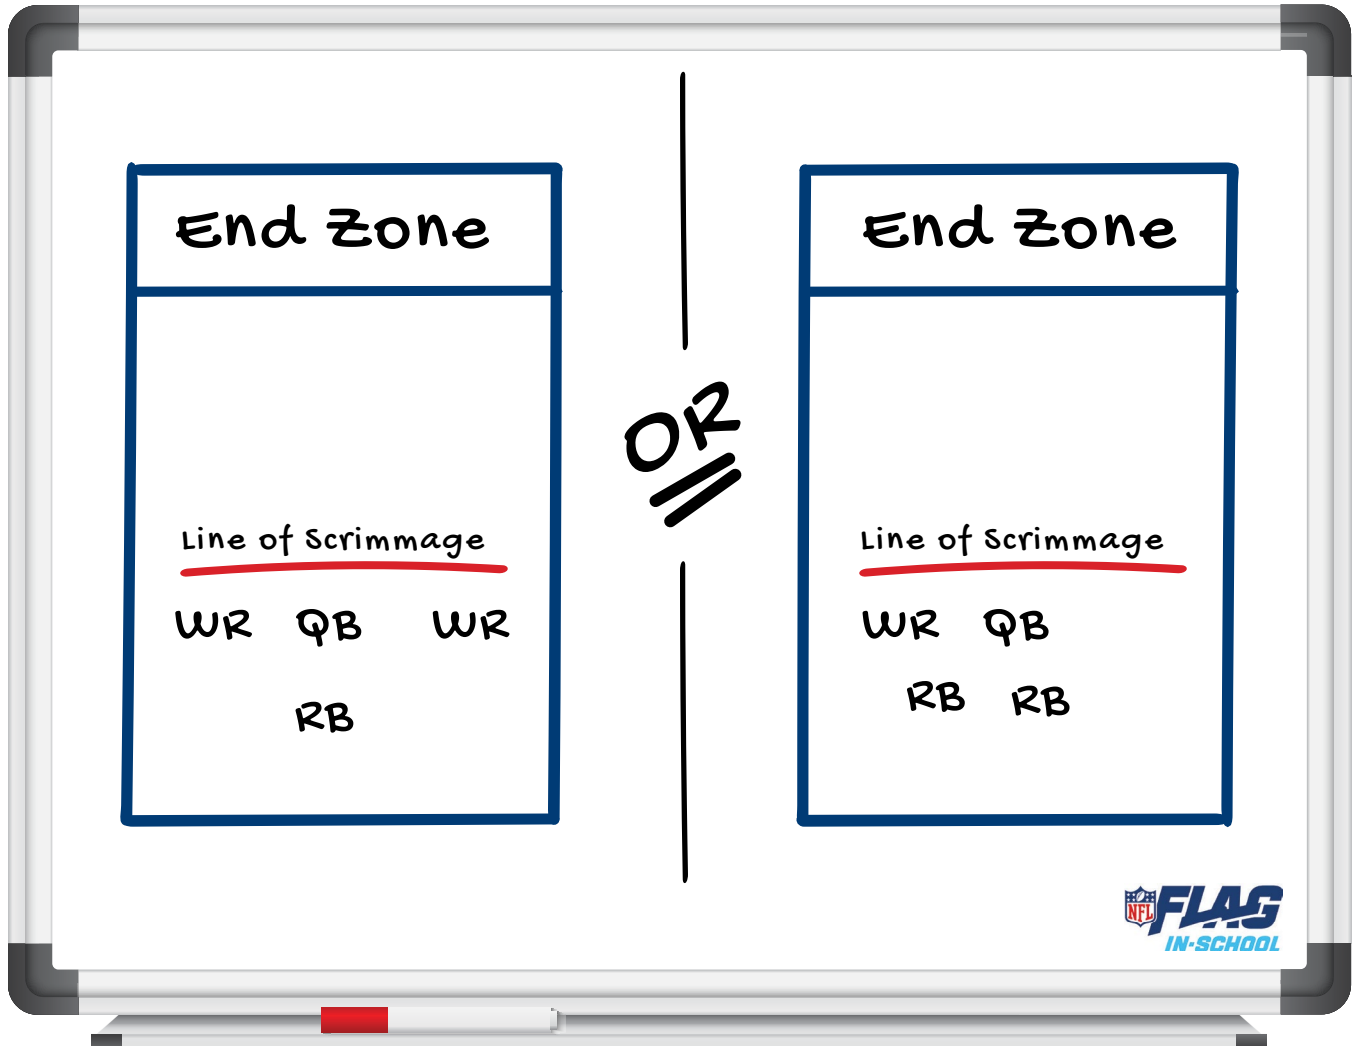 End Zone
Line of Scrimmage
WR QB WR
RB
OR
End Zone
Line of Scrimmage
WR QB
RB RB
NFL FLAG
IN-SCHOOL